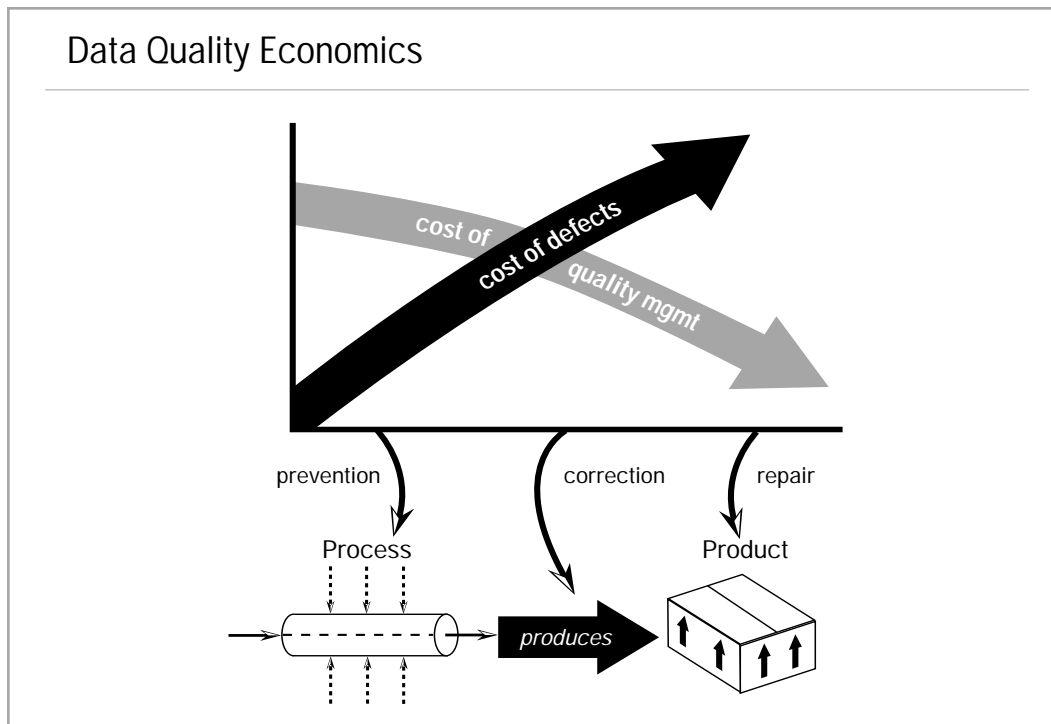 Data Quality Economics
cost of
cost of defects
quality mgmt
prevention
correction
repair
Process
Product
produces